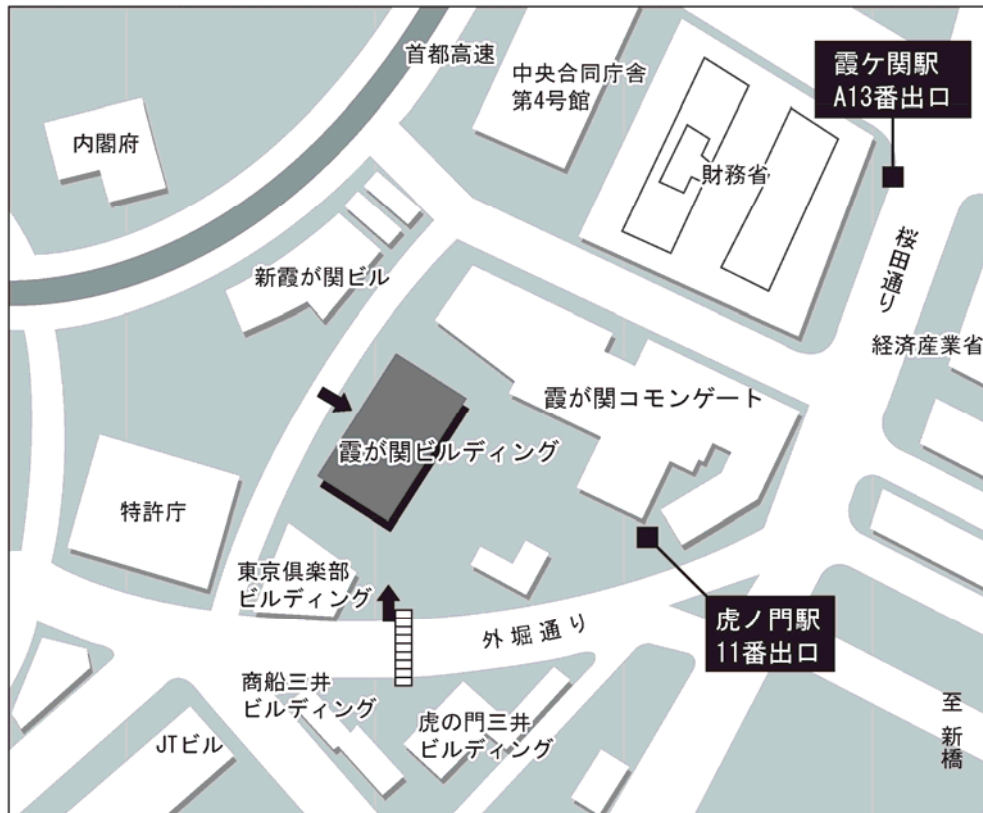 首都高速
中央合同庁舎
第4号館
霞ケ関駅
A13番出口
内閣府
財務省
桜田通り
新霞が関ビル
経済産業省
霞が関コモンゲート
霞が関ビルディング
特許庁
東京倶楽部
ビルディング
外堀通り
虎ノ門駅
11番出口
商船三井
ビルディング
虎の門三井
ビルディング
JTビル
至 新橋